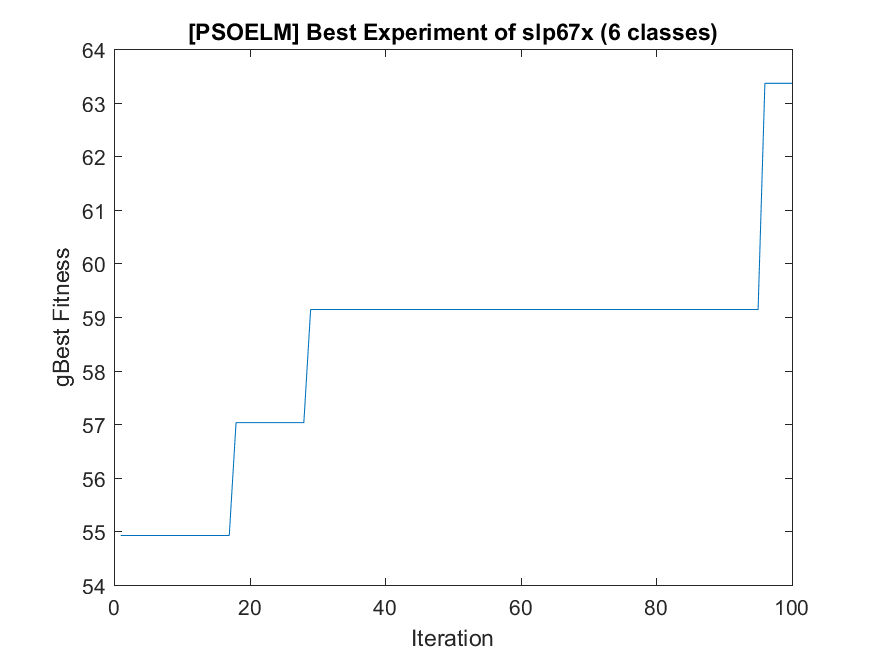 [PSOELM] Best Experiment of slp67x (6 classes)
64
63
62
61
60
59
58
57
56
55
54
gBest Fitness
0 20 40 60 80 100
Iteration